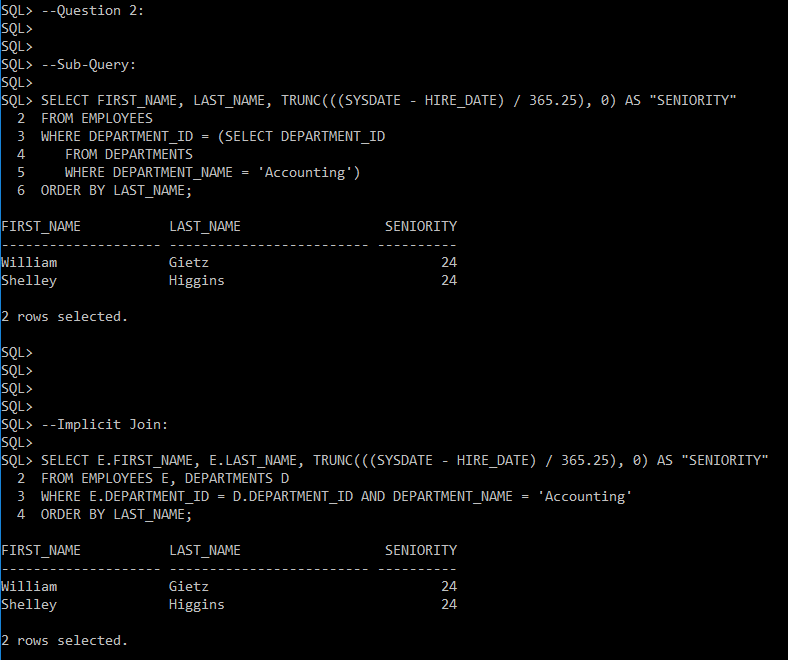 SQL> --Question 2:
SQL>
SQL>
SQL> --Sub-Query:
SQL>
SQL> SELECT FIRST_NAME, LAST_NAME, TRUNC(((SYSDATE - HIRE_DATE) / 365.25), 0) AS "SENIORITY"
  2  FROM EMPLOYEES
  3  WHERE DEPARTMENT_ID = (SELECT DEPARTMENT_ID
  4     FROM DEPARTMENTS
  5     WHERE DEPARTMENT_NAME = 'Accounting')
  6  ORDER BY LAST_NAME;
FIRST_NAME           LAST_NAME                  SENIORITY
-------------------- ------------------------- ----------
William              Gietz                             24
Shelley              Higgins                           24
2 rows selected.
SQL>
SQL>
SQL>
SQL>
SQL> --Implicit Join:
SQL>
SQL> SELECT E.FIRST_NAME, E.LAST_NAME, TRUNC(((SYSDATE - HIRE_DATE) / 365.25), 0) AS "SENIORITY"
  2  FROM EMPLOYEES E, DEPARTMENTS D
  3  WHERE E.DEPARTMENT_ID = D.DEPARTMENT_ID AND DEPARTMENT_NAME = 'Accounting'
  4  ORDER BY LAST_NAME;
FIRST_NAME           LAST_NAME                  SENIORITY
-------------------- ------------------------- ----------
William              Gietz                             24
Shelley              Higgins                           24
2 rows selected.